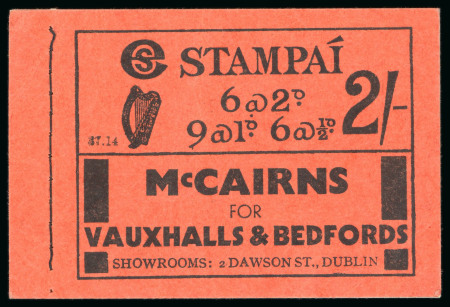 SE STAMPAÍ
6@2ᴾ·
9@1ᴾ· 6@½ᴾ· 2/-
37.14
McCAIRNS
FOR
VAUXHALLS & BEDFORDS
SHOWROOMS: 2 DAWSON ST., DUBLIN